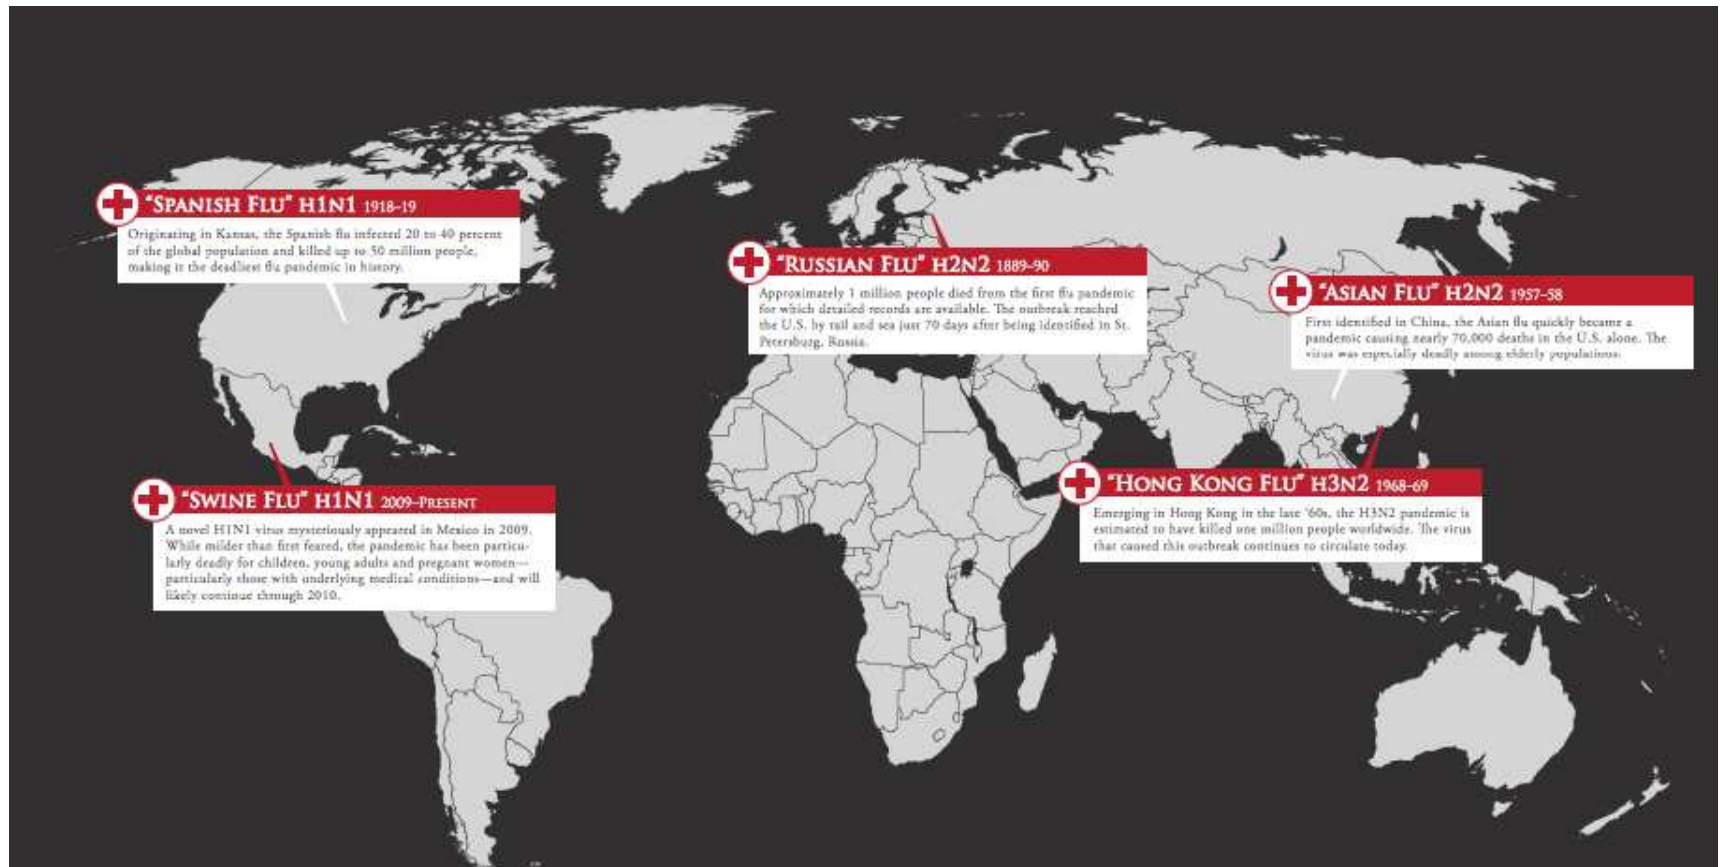 "SPANISH FLU" H1N1 1918–19
Originating in Kansas, the Spanish flu infected 20 to 40 percent
of the global population and killed up to 50 million people,
making it the deadliest flu pandemic in history.
"RUSSIAN FLU" H2N2 1889–90
Approximately 1 million people died from the first flu pandemic
for which detailed records are available. The outbreak reached
the U.S. by rail and sea just 70 days after being identified in St.
Petersburg, Russia.
"ASIAN FLU" H2N2 1957–58
First identified in China, the Asian flu quickly became a
pandemic causing nearly 70,000 deaths in the U.S. alone. The
virus was especially deadly among elderly populations.
"SWINE FLU" H1N1 2009–PRESENT
A novel H1N1 virus mysteriously appeared in Mexico in 2009.
While milder than first feared, the pandemic has been particu-
larly deadly for children, young adults and pregnant women—
particularly those with underlying medical conditions—and will
likely continue through 2010.
"HONG KONG FLU" H3N2 1968–69
Emerging in Hong Kong in the late '60s, the H3N2 pandemic is
estimated to have killed one million people worldwide. The virus
that caused this outbreak continues to circulate today.